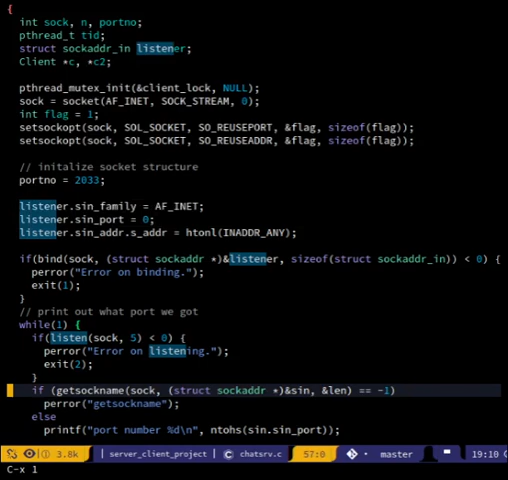 {
int sock, n, portno;
pthread_t tid;
struct sockaddr_in listener;
Client *c, *c2;
pthread_mutex_init(&client_lock, NULL);
sock = socket(AF_INET, SOCK_STREAM, 0);
int flag = 1;
setsockopt(sock, SOL_SOCKET, SO_REUSEPORT, &flag, sizeof(flag));
setsockopt(sock, SOL_SOCKET, SO_REUSEADDR, &flag, sizeof(flag));
// initalize socket structure
portno = 2033;
listener.sin_family = AF_INET;
listener.sin_port = 0;
listener.sin_addr.s_addr = htonl(INADDR_ANY);
if(bind(sock, (struct sockaddr *)&listener, sizeof(struct sockaddr_in)) < 0) {
perror("Error on binding.");
exit(1);
}
// print out what port we got
while(1) {
if(listen(sock, 5) < 0) {
perror("Error on listening.");
exit(2);
}
if (getsockname(sock, (struct sockaddr *)&sin, &len) == -1)
perror("getsockname");
else
printf("port number %d\n", ntohs(sin.sin_port));
① 3.8k | server_client_project | C chatsrv.c 57:0 master 19:10
C-x 1